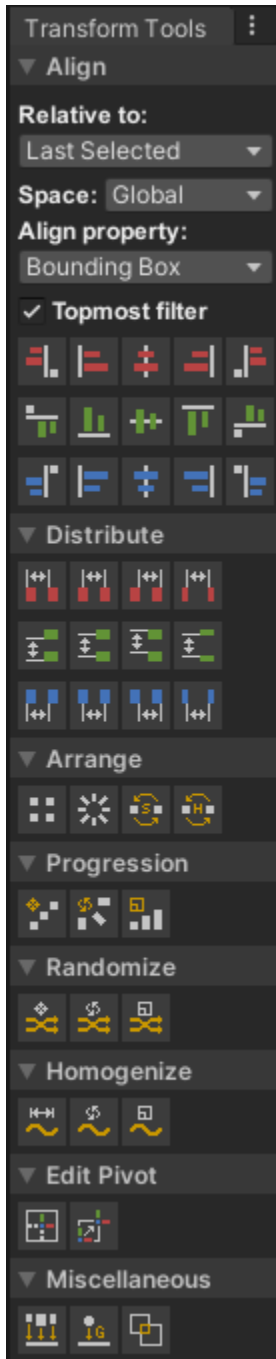 Transform Tools
Align
Relative to:
Last Selected
Space: Global
Align property:
Bounding Box
Topmost filter
Distribute
Arrange
S H
Progression
Randomize
Homogenize
Edit Pivot
Miscellaneous
G